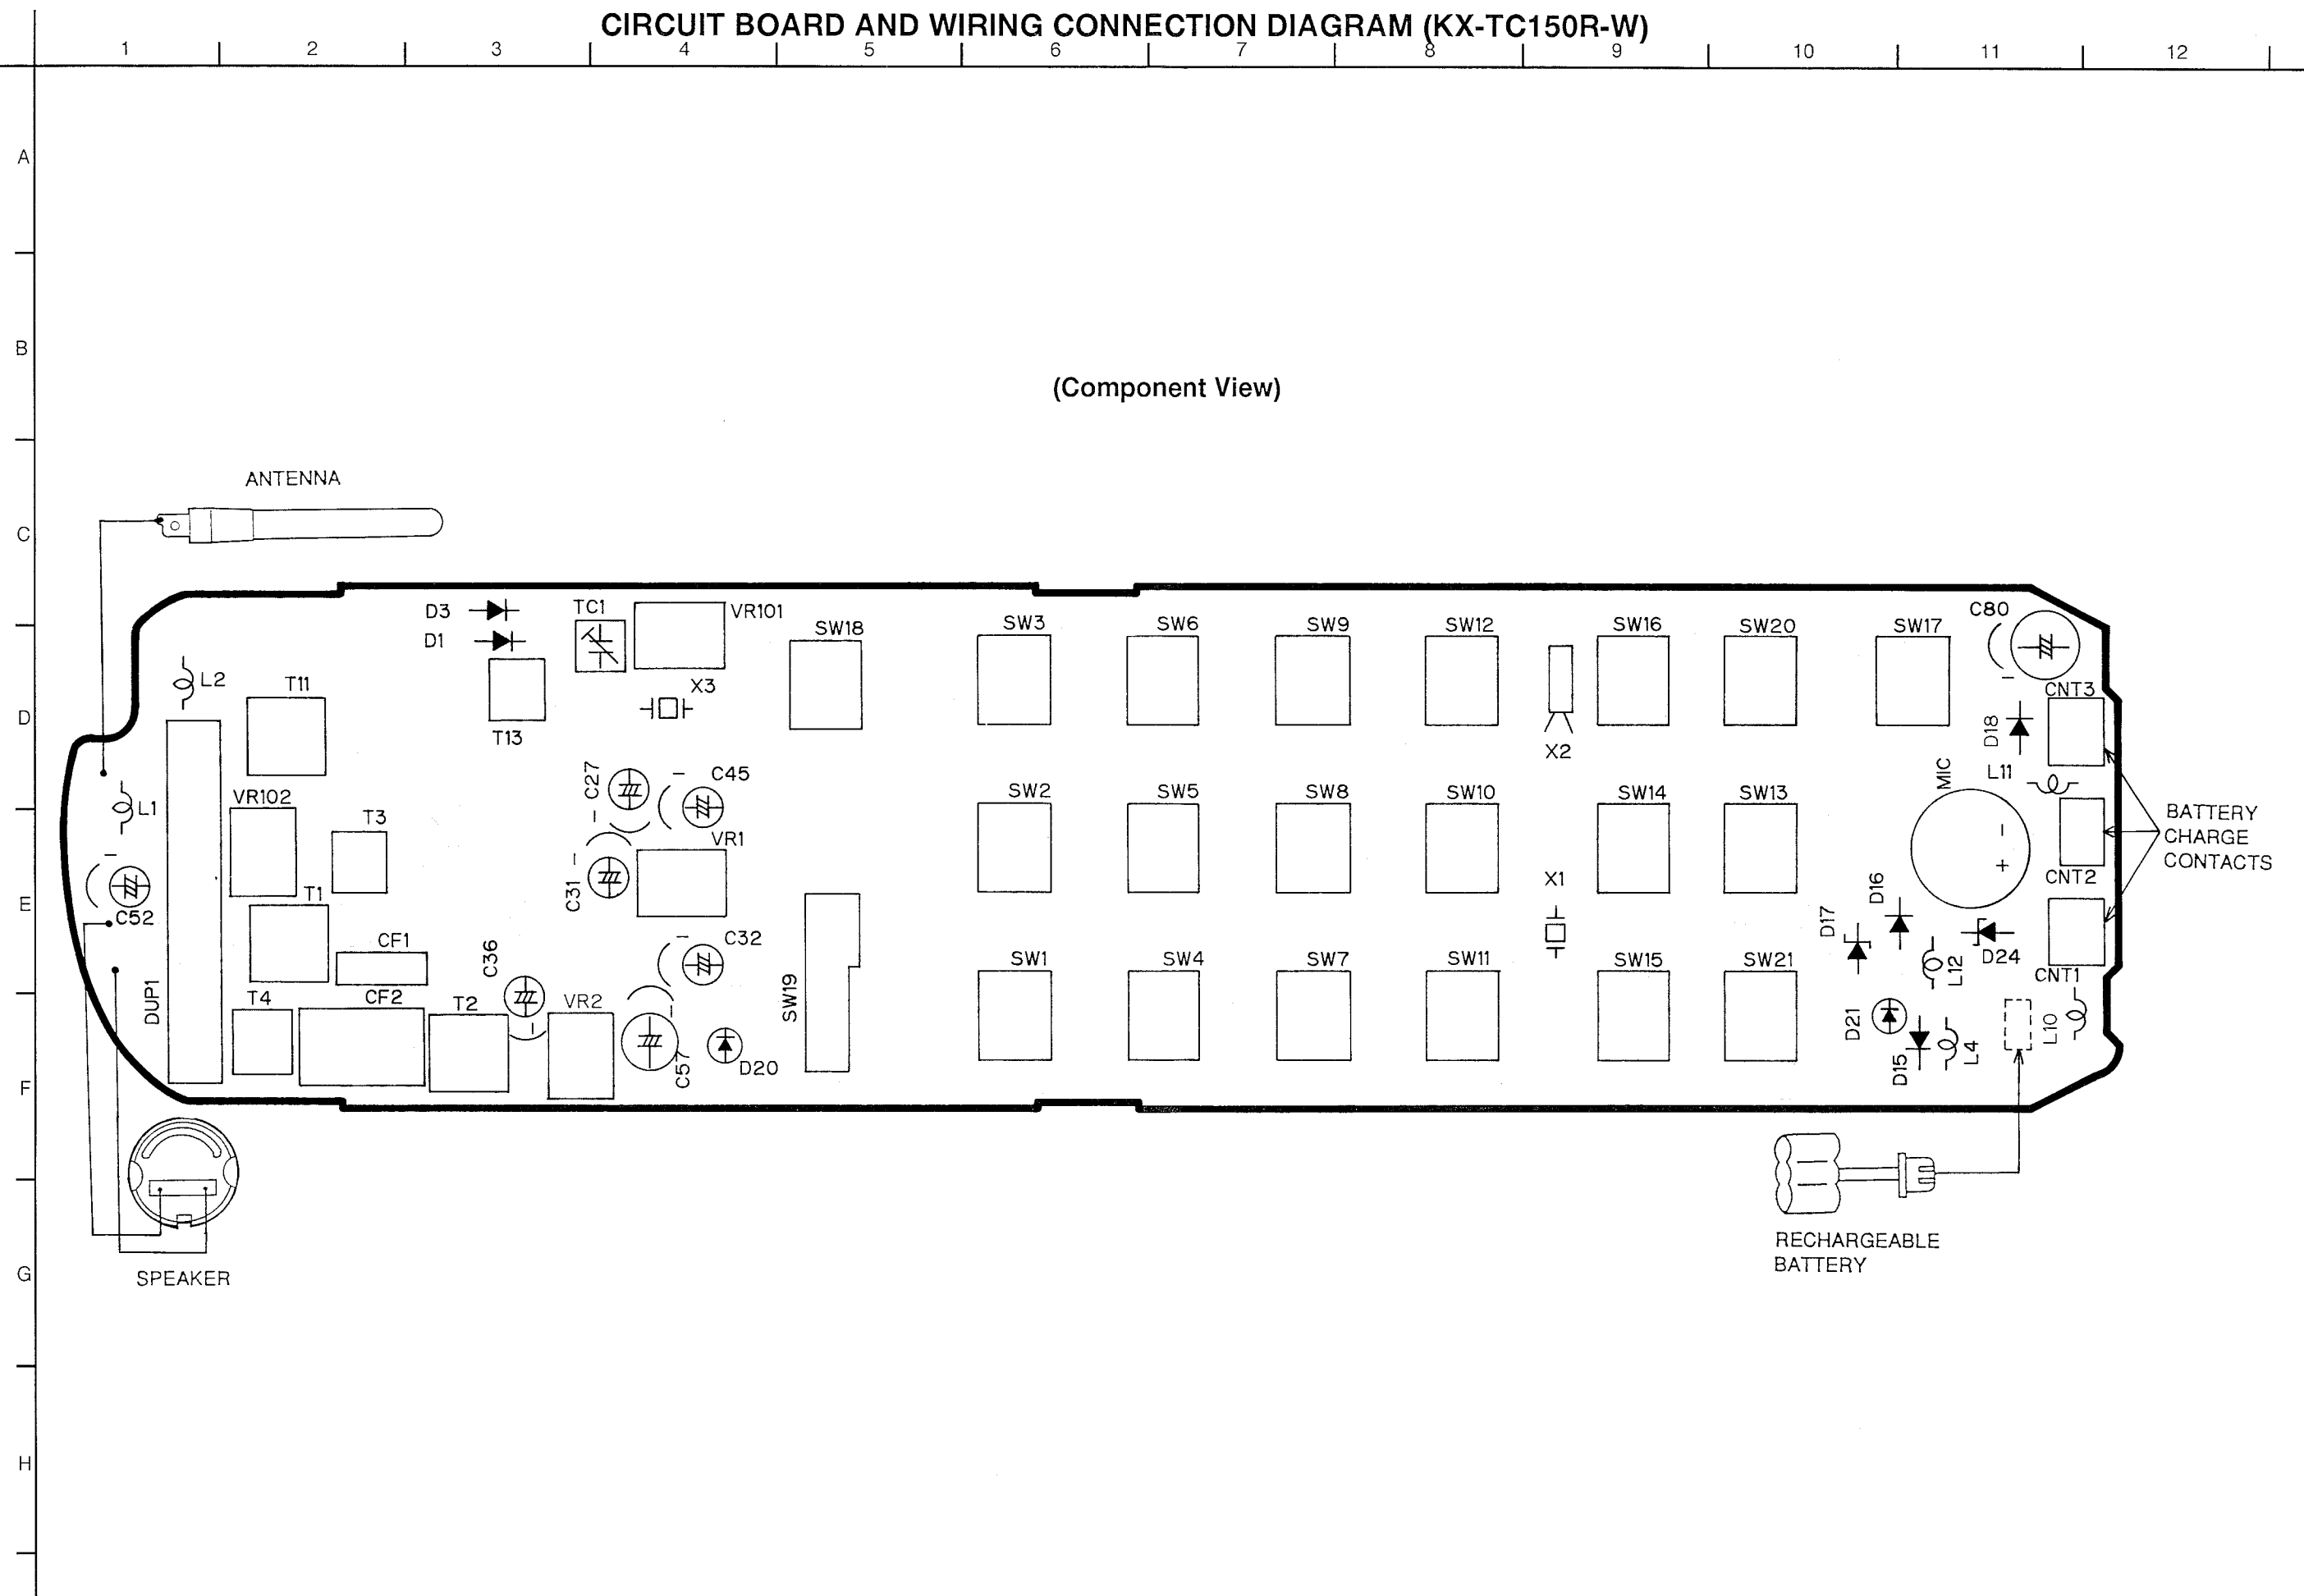 CIRCUIT BOARD AND WIRING CONNECTION DIAGRAM (KX-TC150R-W)
1 2 3 4 5 6 7 8 9 10 11 12
A
B
(Component View)
C
ANTENNA
D3
TC1
VR101
C80
D1
SW18
SW3
SW6
SW9
SW12
SW16
SW20
SW17
L2
T11
X3
CNT3
D
T13
D18
X2
C27
C45
MIC
L11
VR102
L1
T3
VR1
SW2
SW5
SW8
SW10
SW14
SW13
BATTERY
CHARGE
CONTACTS
C31
X1
D16
CNT2
E
T1
C52
D17
CF1
C36
C32
D24
L12
CNT1
SW1
SW4
SW7
SW11
SW15
SW21
DUP1
T4
CF2
T2
VR2
SW19
D21
L10
D15
L4
C57
D20
F
RECHARGEABLE
BATTERY
G
SPEAKER
H